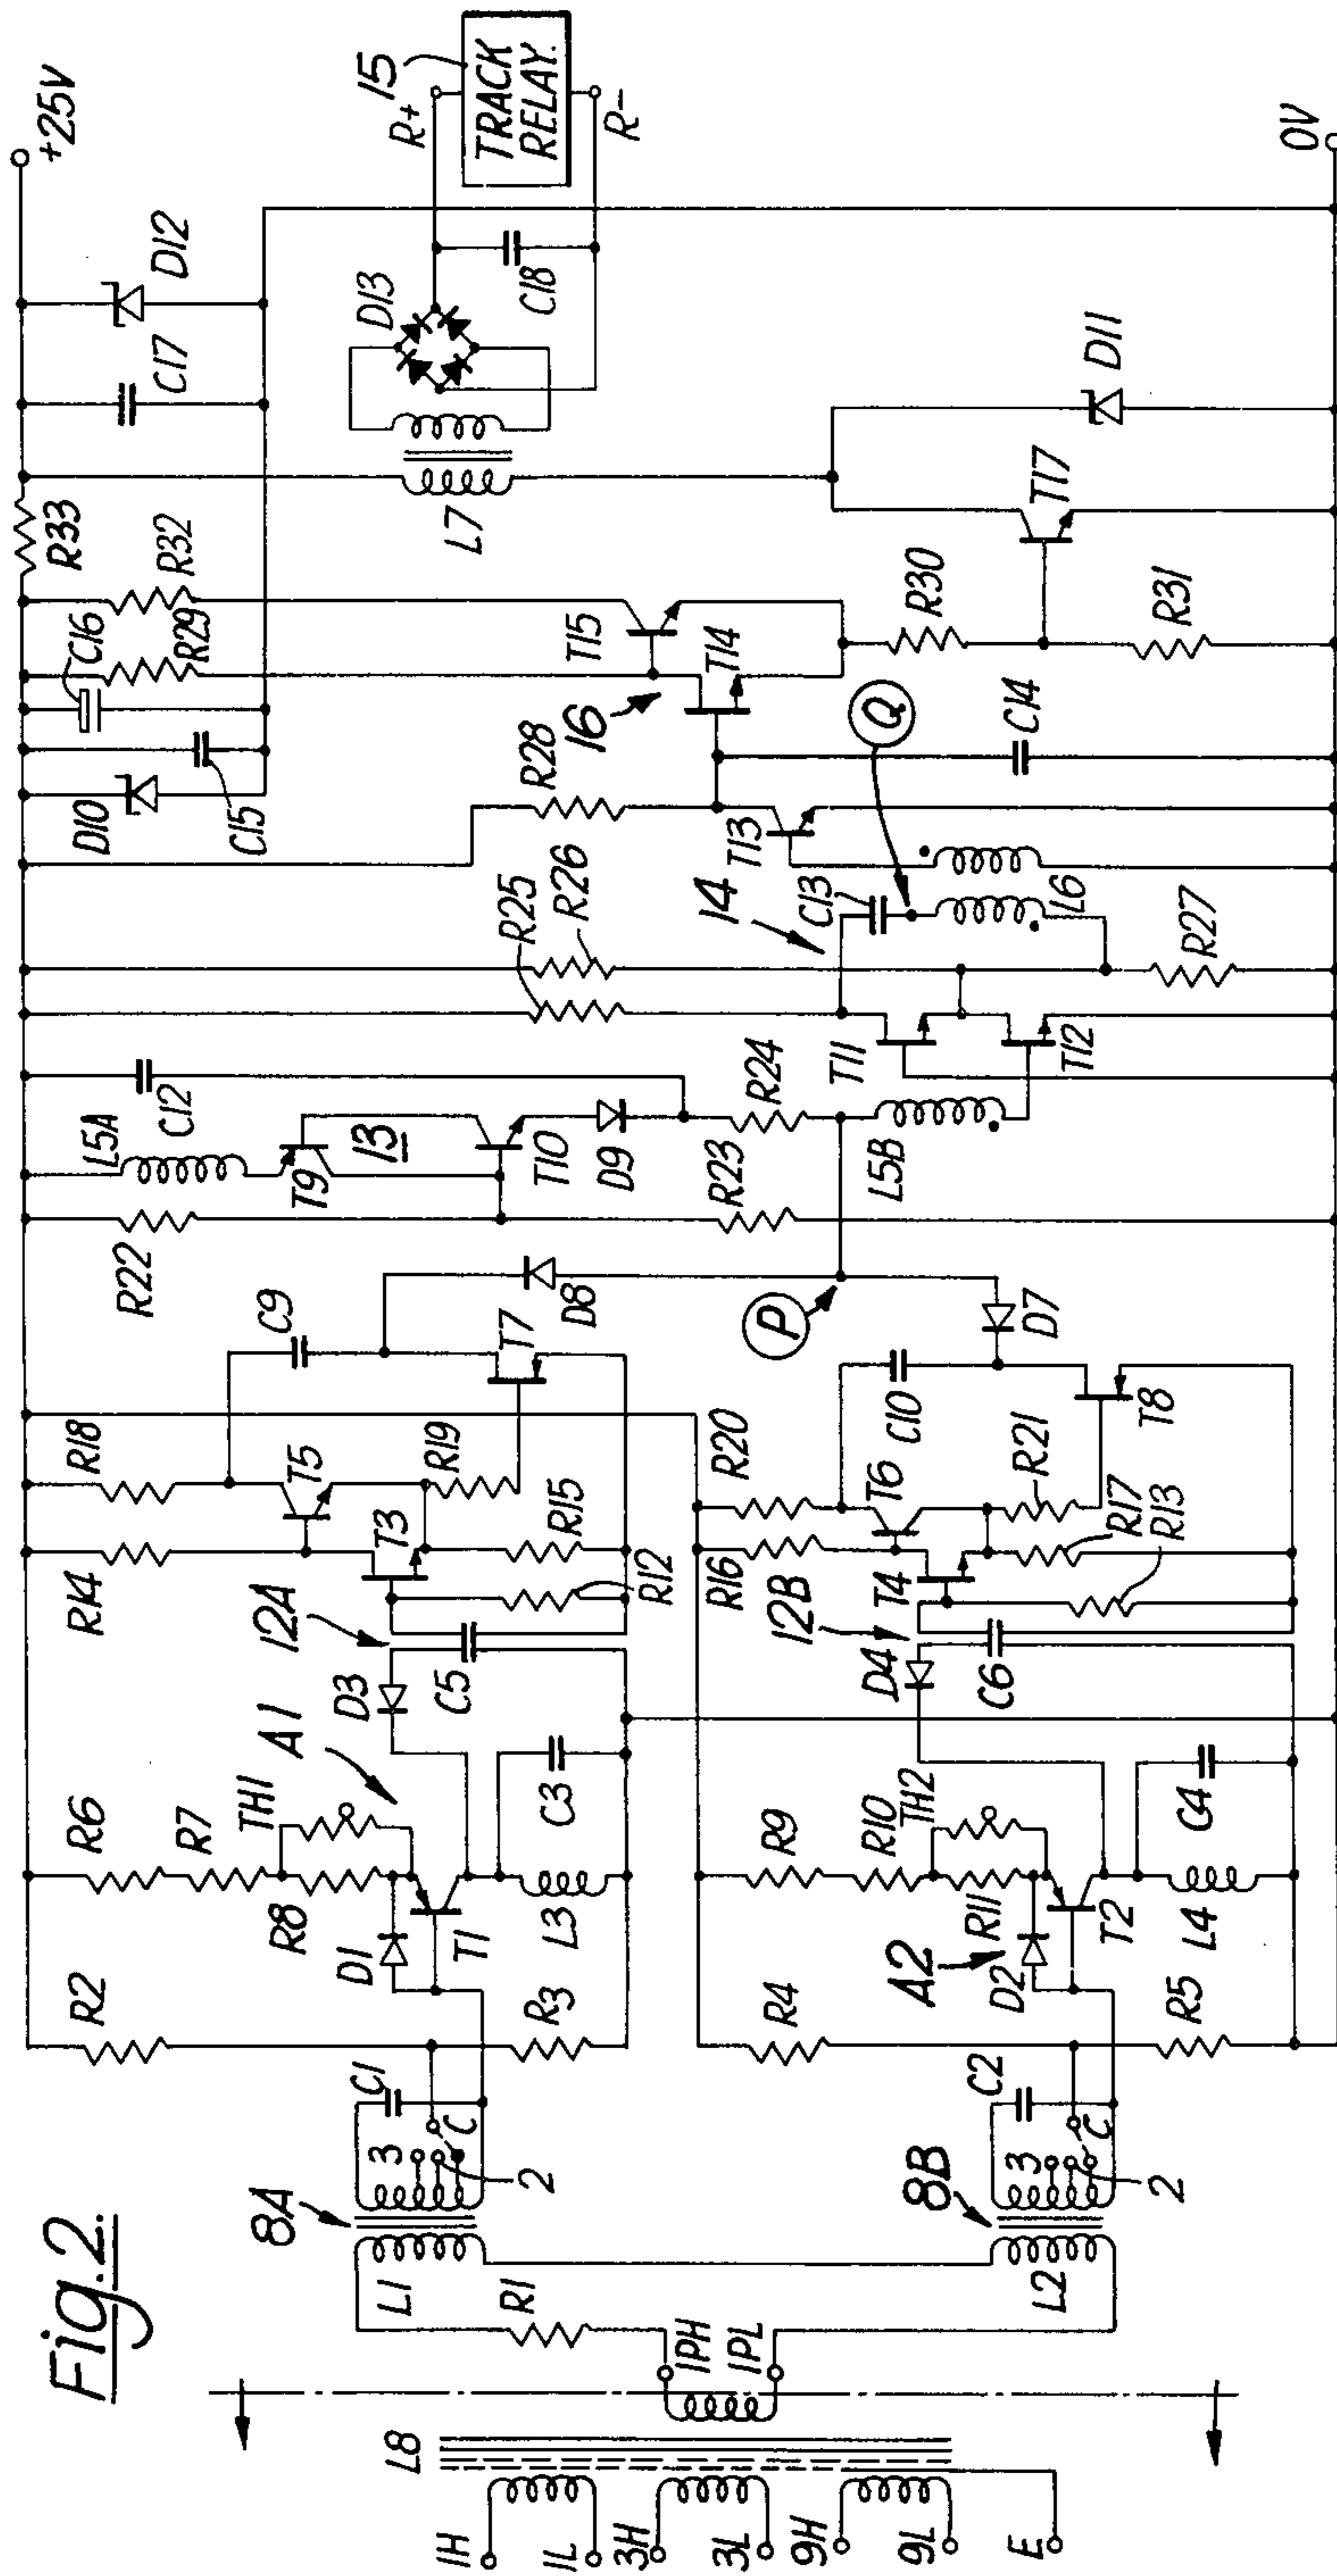 Fig.2.
+25V
R33
D12
C17
C16
D10
C15
R32
R29
15
R+
TRACK
RELAY.
R-
D13
C18
L7
L5A
C12
R22
T9
13
T10
D9
R25
R26
R28
16
T15
T14
R30
T17
D11
R31
14
C13
Q
T13
C14
L6
R27
R24
R23
T11
T12
L5B
P
D8
D7
R18
C9
R14
T5
T7
R19
T3
R15
R12
12A
D3
C5
A1
R6
R7
TH1
R8
D1
T1
C3
L3
R2
R3
8A
C1
3
C
2
L1
R1
1PH
1PL
L8
1H
1L
3H
3L
9H
9L
E
R20
C10
R16
T6
T8
R21
T4
R17
R13
12B
D4
C6
R9
R10
TH2
R11
A2
D2
T2
C4
L4
R4
R5
8B
C2
3
C
2
L2
0V